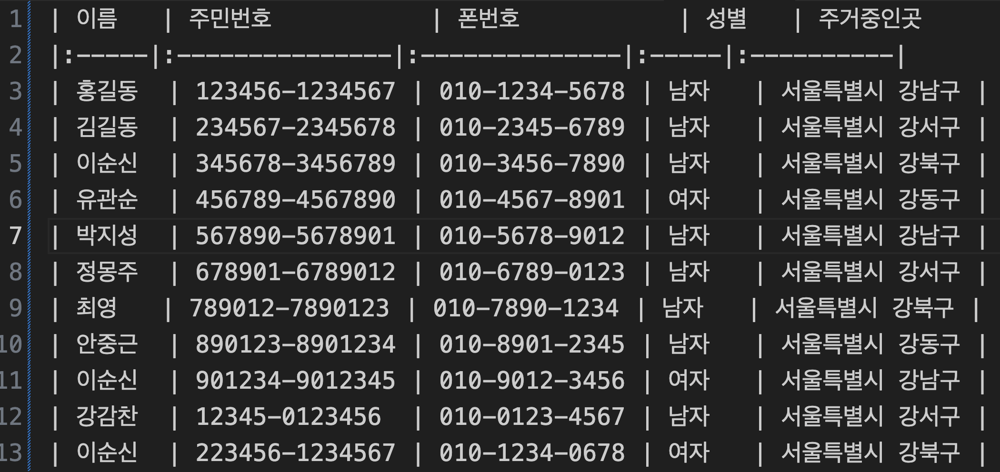 1 | 이름 | 주민번호 | 폰번호 | 성별 | 주거중인곳
2 |:-----|:---------------|:--------------|:-----|:----------|
3 | 홍길동 | 123456-1234567 | 010-1234-5678 | 남자 | 서울특별시 강남구 |
4 | 김길동 | 234567-2345678 | 010-2345-6789 | 남자 | 서울특별시 강서구 |
5 | 이순신 | 345678-3456789 | 010-3456-7890 | 남자 | 서울특별시 강북구 |
6 | 유관순 | 456789-4567890 | 010-4567-8901 | 여자 | 서울특별시 강동구 |
7 | 박지성 | 567890-5678901 | 010-5678-9012 | 남자 | 서울특별시 강남구 |
8 | 정몽주 | 678901-6789012 | 010-6789-0123 | 남자 | 서울특별시 강서구 |
9 | 최영 | 789012-7890123 | 010-7890-1234 | 남자 | 서울특별시 강북구 |
10 | 안중근 | 890123-8901234 | 010-8901-2345 | 남자 | 서울특별시 강동구 |
11 | 이순신 | 901234-9012345 | 010-9012-3456 | 여자 | 서울특별시 강남구 |
12 | 강감찬 | 12345-0123456 | 010-0123-4567 | 남자 | 서울특별시 강서구 |
13 | 이순신 | 223456-1234567 | 010-1234-0678 | 여자 | 서울특별시 강북구 |